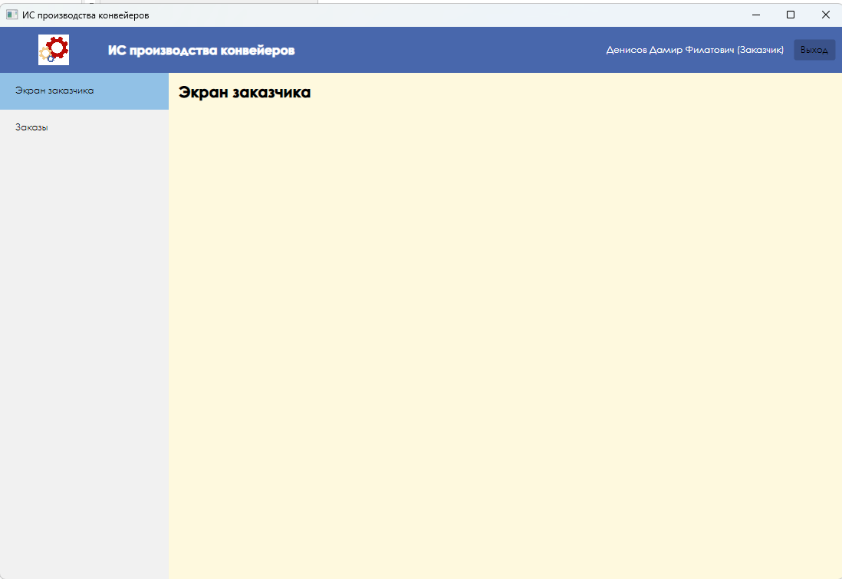 ИС производства конвейеров
ИС производства конвейеров
Денисов Дамир Филатович (Заказчик)
Выход
Экран заказчика
Заказы
Экран заказчика